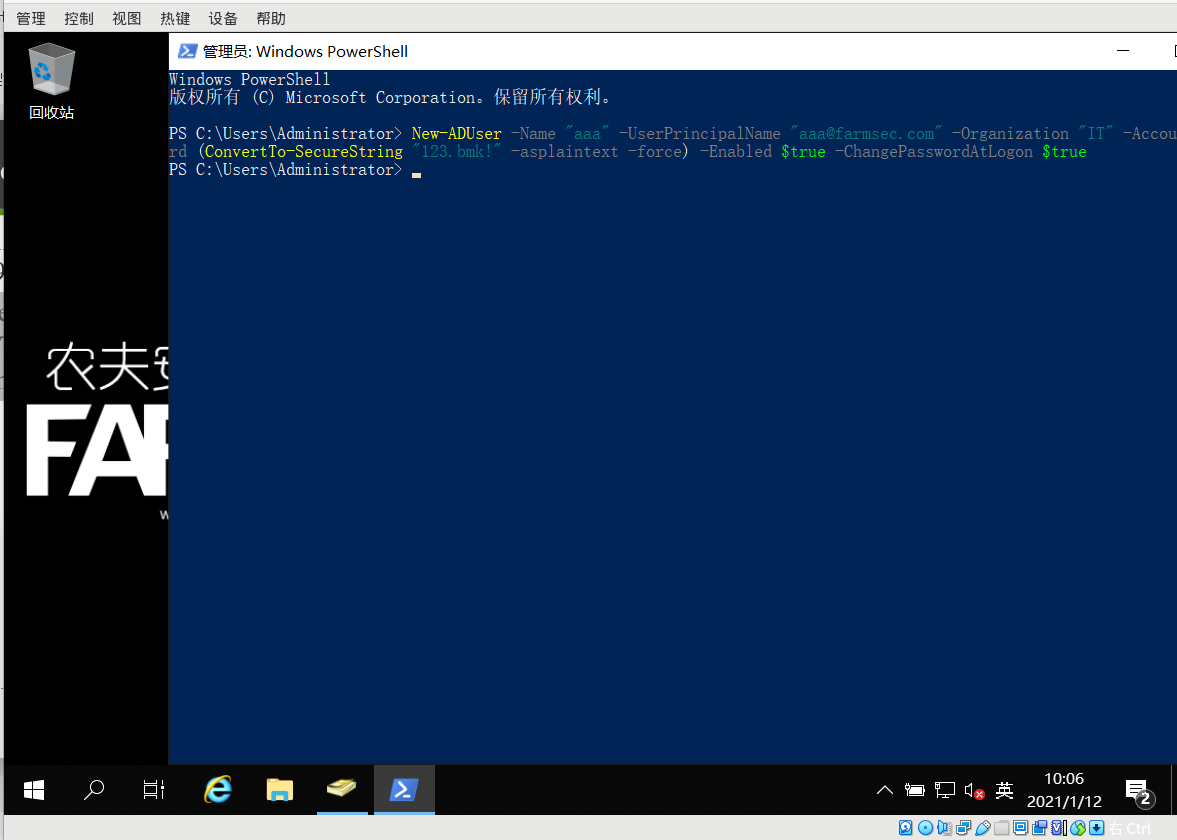 管理 控制 视图 热键 设备 帮助
回收站
管理员: Windows PowerShell
Windows PowerShell
版权所有 (C) Microsoft Corporation。保留所有权利。
PS C:\Users\Administrator> New-ADUser -Name "aaa" -UserPrincipalName "aaa@farmsec.com" -Organization "IT" -Accou
rd (ConvertTo-SecureString "123.bmk!" -asplaintext -force) -Enabled $true -ChangePasswordAtLogon $true
PS C:\Users\Administrator>
农夫安
FAR
w
英
10:06
2021/1/12
2
右 Ctrl